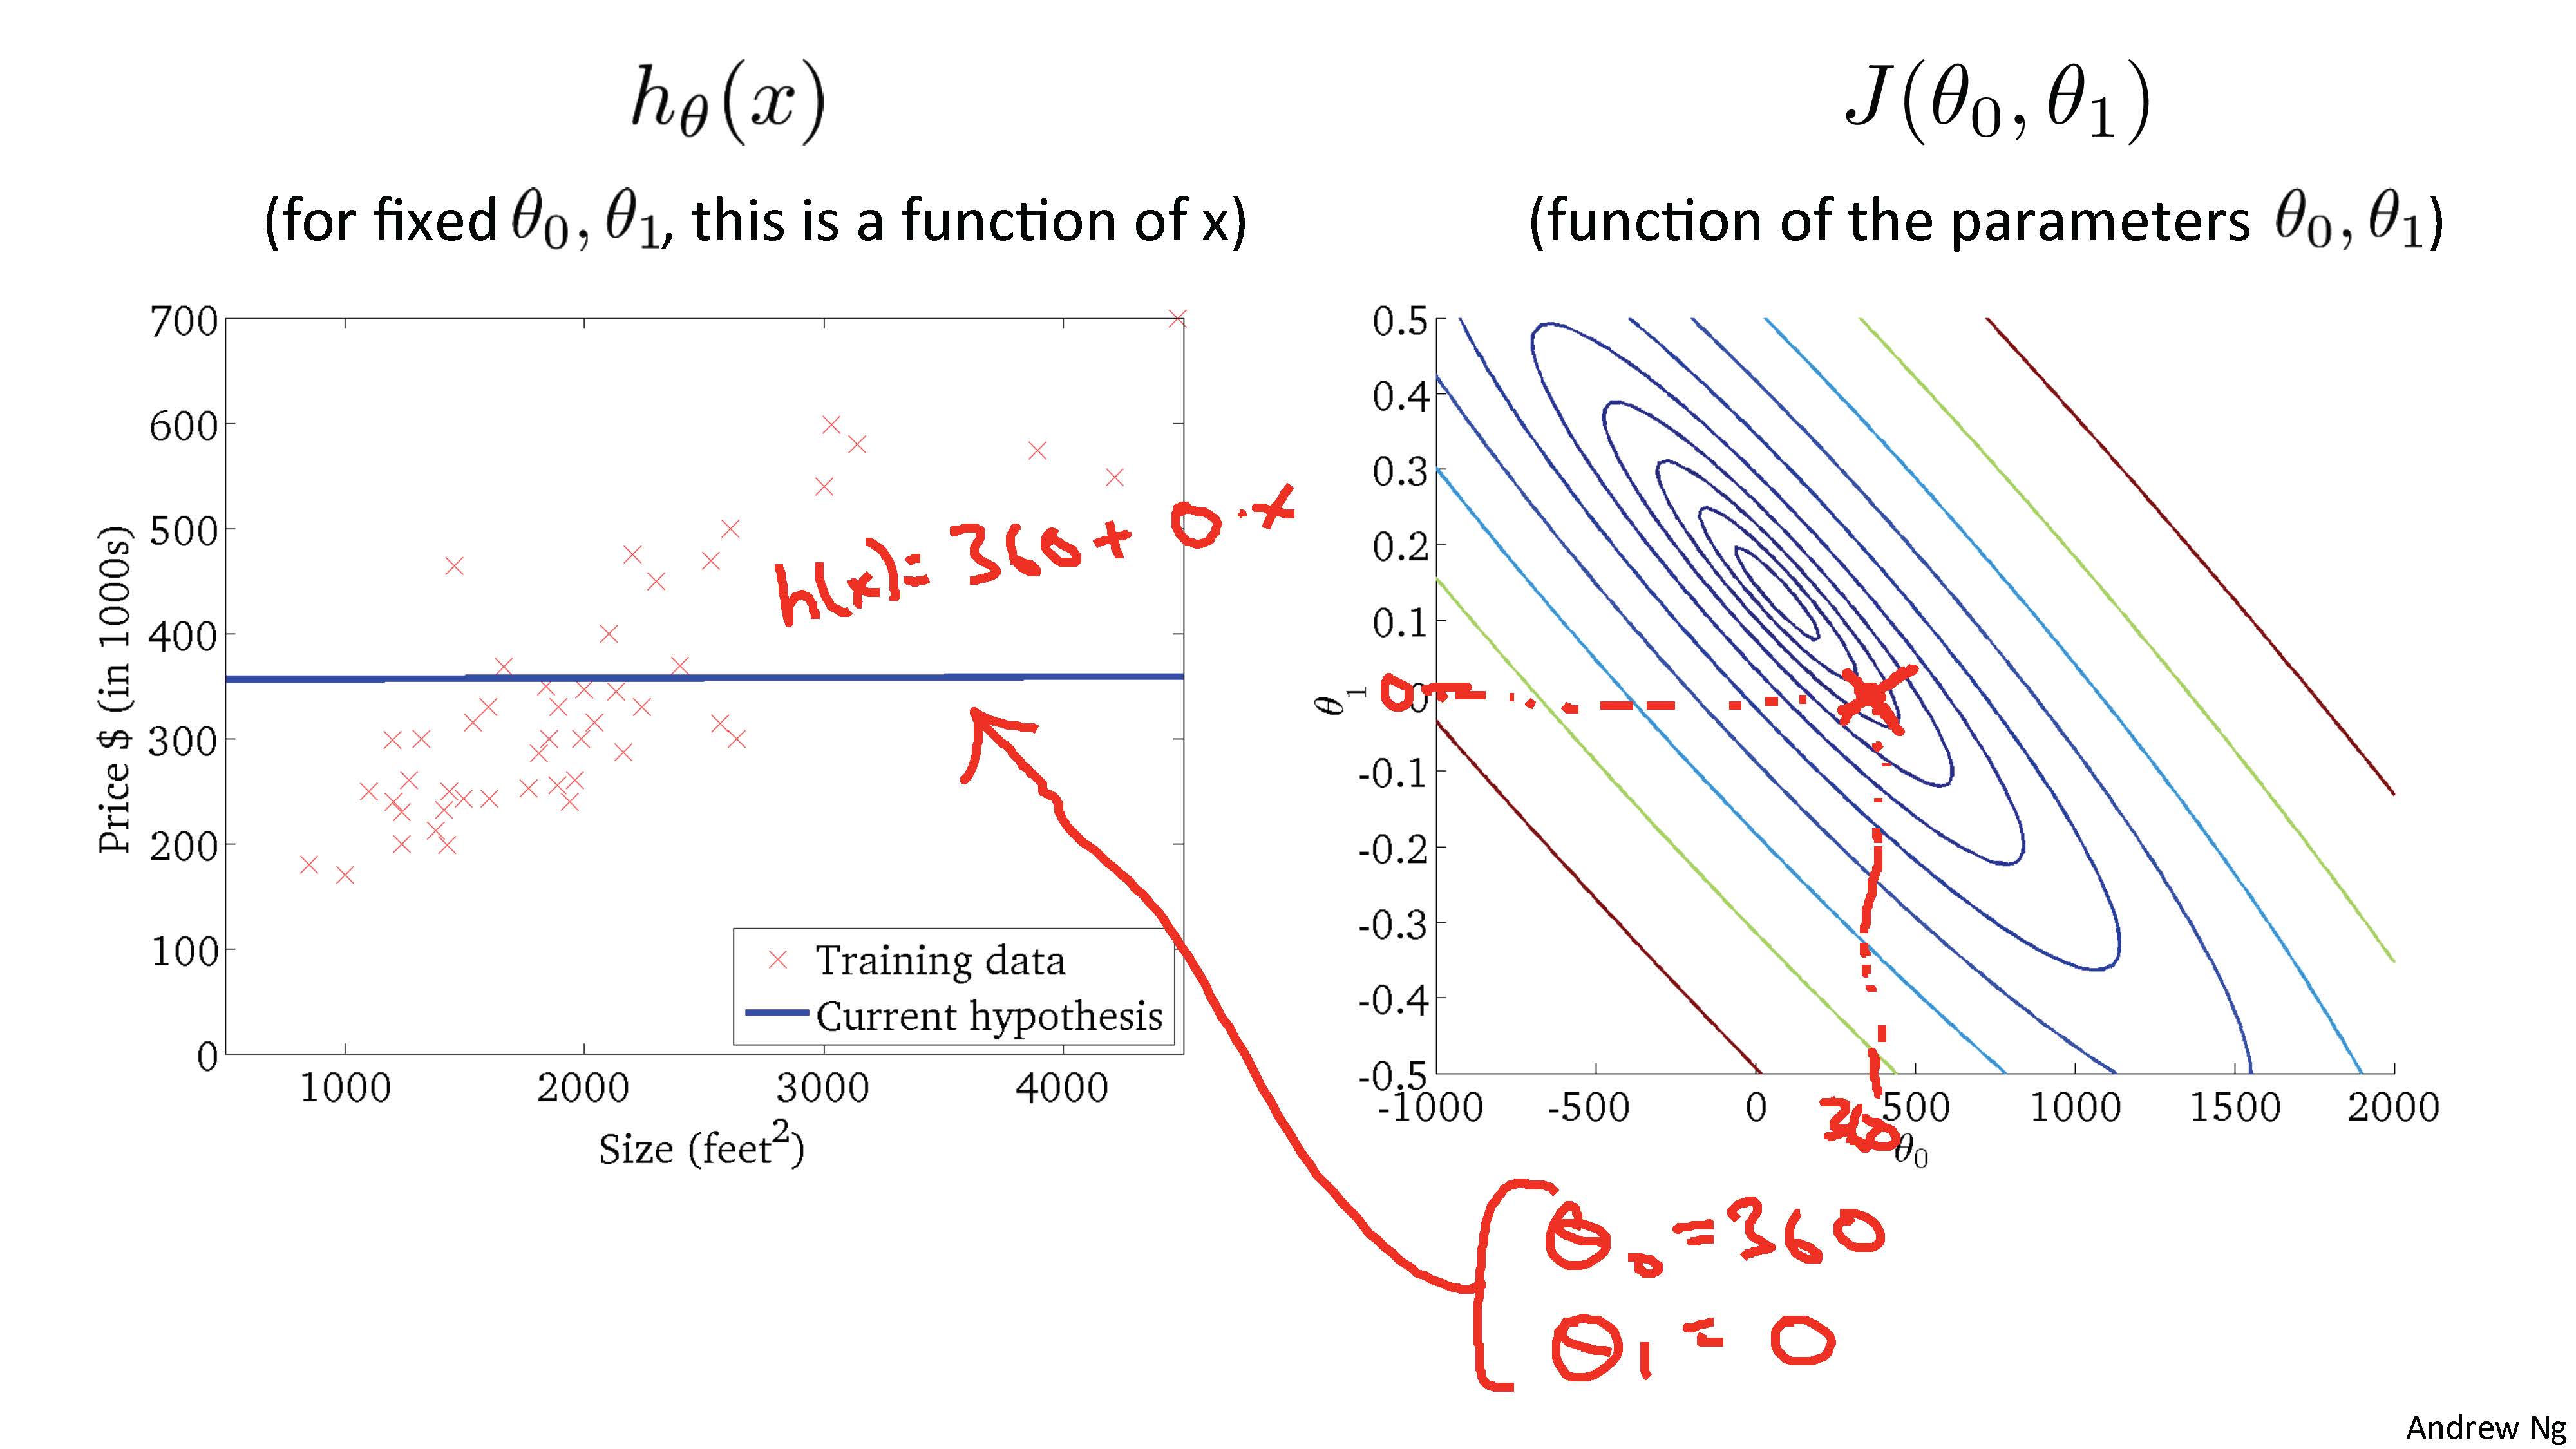 hθ(x)
(for fixed θ0, θ1, this is a function of x)
700
600
500
400
300
200
100
0
Price $ (in 1000s)
h(x) = 360 + 0·x
Training data
Current hypothesis
1000 2000 3000 4000
Size (feet²)
J(θ0, θ1)
(function of the parameters θ0, θ1)
0.5
0.4
0.3
0.2
0.1
0 0
-0.1
-0.2
-0.3
-0.4
-0.5
θ1
-1000 -500 0 500 1000 1500 2000
360
θ0
θ0 = 360
θ1 = 0
Andrew Ng